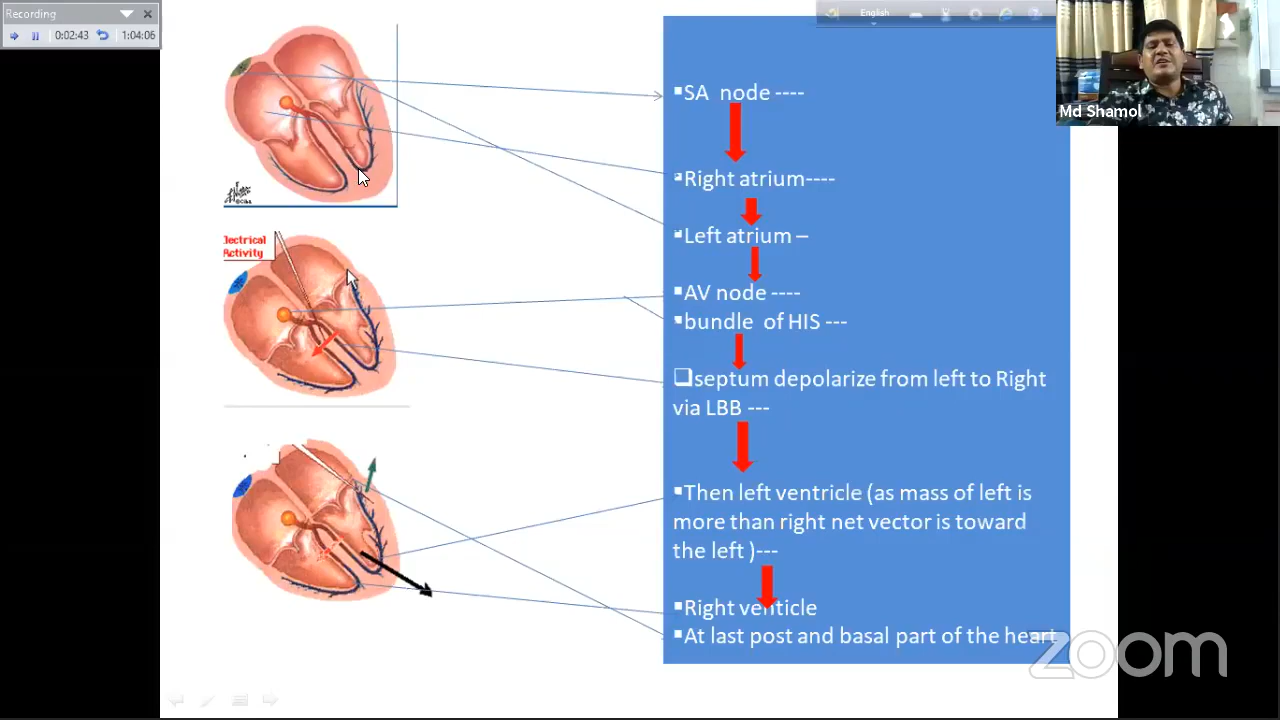 Recording
0:02:43
1:04:06
English
Md Shamol
Electrical
Activity
▪SA node ----
▪Right atrium----
▪Left atrium –
▪AV node ----
▪bundle of HIS ---
❑septum depolarize from left to Right
via LBB ---
▪Then left ventricle (as mass of left is
more than right net vector is toward
the left )---
▪Right venticle
▪At last post and basal part of the heart
zoom